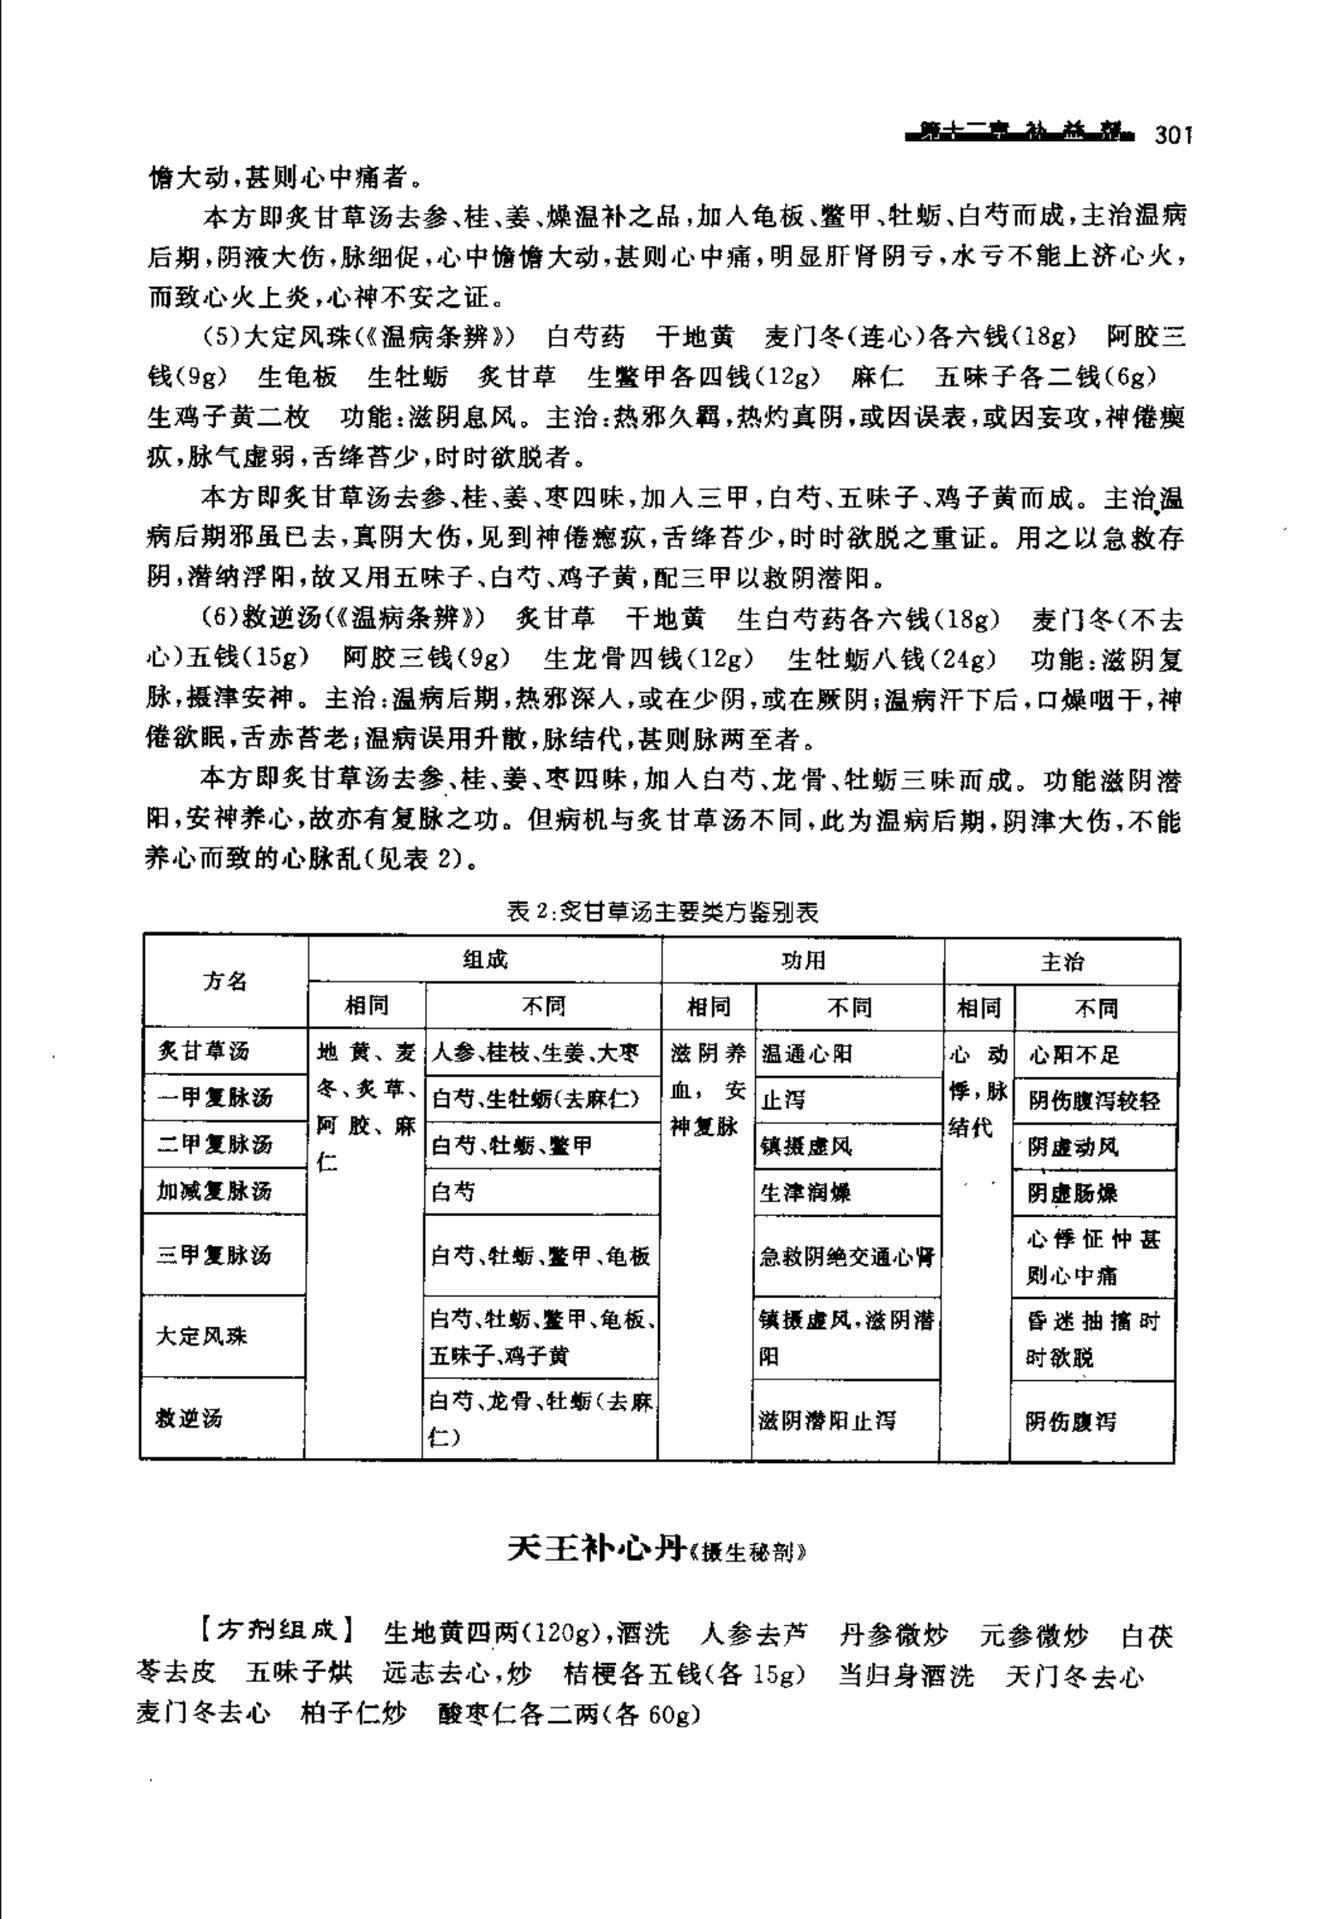 第十二章 补益剂 301
憺大动,甚则心中痛者。
本方即炙甘草汤去参、桂、姜、燥温补之品,加入龟板、鳖甲、牡蛎、白芍而成,主治温病
后期,阴液大伤,脉细促,心中憺憺大动,甚则心中痛,明显肝肾阴亏,水亏不能上济心火,
而致心火上炎,心神不安之证。
(5)大定风珠(《温病条辨》) 白芍药 干地黄 麦门冬(连心)各六钱(18g) 阿胶三
钱(9g) 生龟板 生牡蛎 炙甘草 生鳖甲各四钱(12g) 麻仁 五味子各二钱(6g)
生鸡子黄二枚 功能:滋阴息风。主治:热邪久羁,热灼真阴,或因误表,或因妄攻,神倦瘈
疭,脉气虚弱,舌绛苔少,时时欲脱者。
本方即炙甘草汤去参、桂、姜、枣四味,加入三甲,白芍、五味子、鸡子黄而成。主治温
病后期邪虽已去,真阴大伤,见到神倦瘛疭,舌绛苔少,时时欲脱之重证。用之以急救存
阴,潜纳浮阳,故又用五味子、白芍、鸡子黄,配三甲以救阴潜阳。
(6)救逆汤(《温病条辨》) 炙甘草 干地黄 生白芍药各六钱(18g) 麦门冬(不去
心)五钱(15g) 阿胶三钱(9g) 生龙骨四钱(12g) 生牡蛎八钱(24g) 功能:滋阴复
脉,摄津安神。主治:温病后期,热邪深入,或在少阴,或在厥阴;温病汗下后,口燥咽干,神
倦欲眠,舌赤苔老;温病误用升散,脉结代,甚则脉两至者。
本方即炙甘草汤去参、桂、姜、枣四味,加入白芍、龙骨、牡蛎三味而成。功能滋阴潜
阳,安神养心,故亦有复脉之功。但病机与炙甘草汤不同,此为温病后期,阴津大伤,不能
养心而致的心脉乱(见表 2)。
表 2:炙甘草汤主要类方鉴别表
方名 组成 功用 主治
相同 不同 相同 不同 相同 不同
炙甘草汤 地黄、麦 人参、桂枝、生姜、大枣 滋阴养 温通心阳 心动 心阳不足
一甲复脉汤 冬、炙草、 白芍、生牡蛎(去麻仁) 血,安 止泻 悸,脉 阴伤腹泻较轻
二甲复脉汤 阿胶、麻 白芍、牡蛎、鳖甲 神复脉 镇摄虚风 结代 阴虚动风
仁
加减复脉汤 白芍 生津润燥 阴虚肠燥
三甲复脉汤 白芍、牡蛎、鳖甲、龟板 急救阴绝交通心肾 心悸怔忡甚
则心中痛
大定风珠 白芍、牡蛎、鳖甲、龟板、 镇摄虚风,滋阴潜 昏迷抽搐时
五味子、鸡子黄 阳 时欲脱
救逆汤 白芍、龙骨、牡蛎(去麻 滋阴潜阳止泻 阴伤腹泻
仁)
天王补心丹《摄生秘剖》
【方剂组成】 生地黄四两(120g),酒洗 人参去芦 丹参微炒 元参微炒 白茯
苓去皮 五味子烘 远志去心,炒 桔梗各五钱(各 15g) 当归身酒洗 天门冬去心
麦门冬去心 柏子仁炒 酸枣仁各二两(各 60g)